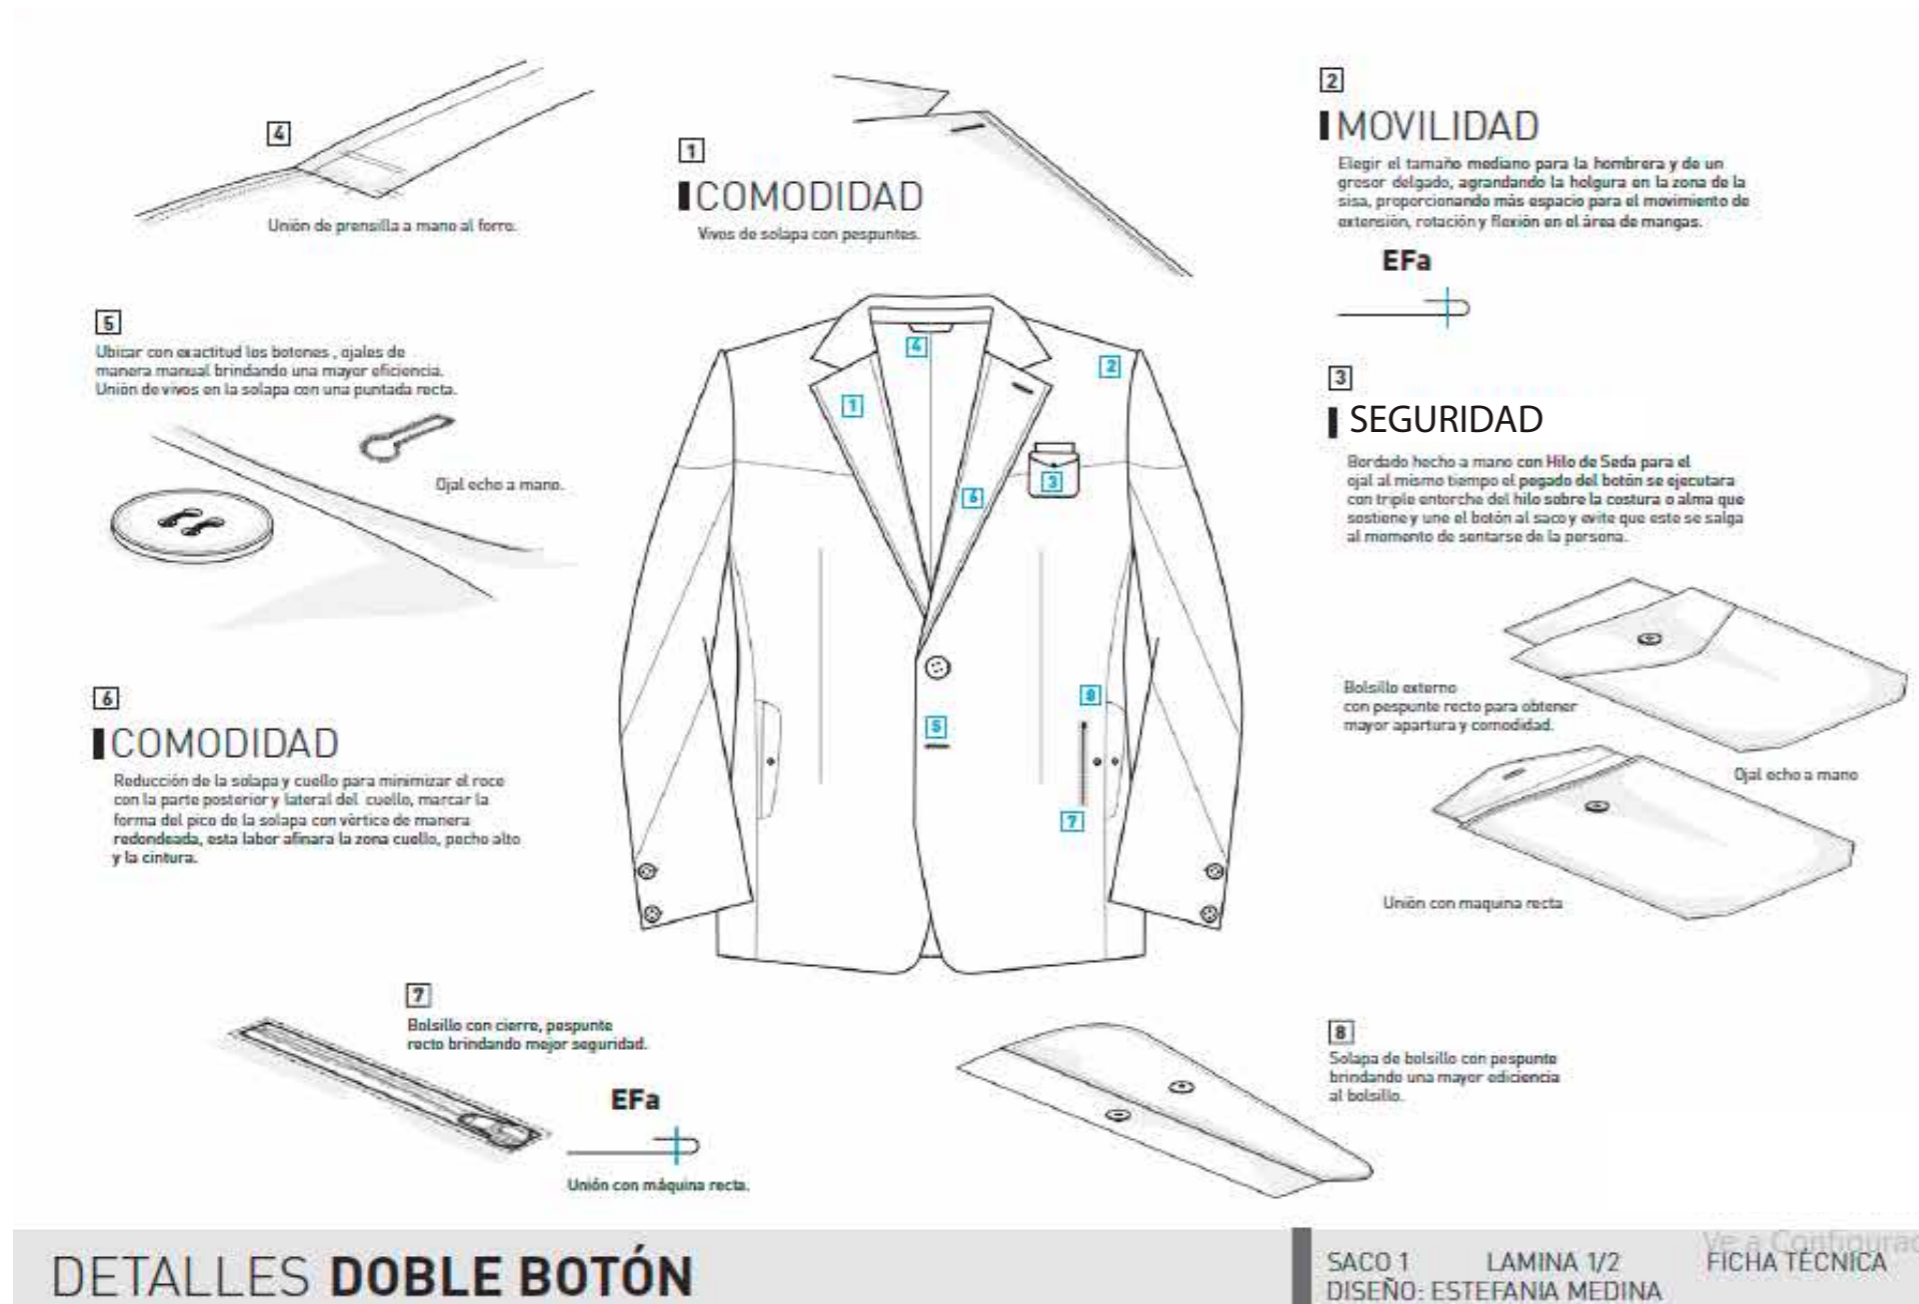 4
Unión de prensilla a mano al forro.
1
COMODIDAD
Vivos de solapa con pespuntes.
2
MOVILIDAD
Elegir el tamaño mediano para la hombrera y de un
grosor delgado, agrandando la holgura en la zona de la
sisa, proporcionando más espacio para el movimiento de
extensión, rotación y flexión en el área de mangas.
EFa
5
Ubicar con exactitud los botones , ojales de
manera manual brindando una mayor eficiencia.
Unión de vivos en la solapa con una puntada recta.
Ojal echo a mano.
3
SEGURIDAD
Bordado hecho a mano con Hilo de Seda para el
ojal al mismo tiempo el pegado del botón se ejecutara
con triple entorche del hilo sobre la costura o alma que
sostiene y une el botón al saco y evite que este se salga
al momento de sentarse de la persona.
Bolsillo externo
con pespunte recto para obtener
mayor apartura y comodidad.
Ojal echo a mano
Unión con maquina recta
4
2
1
3
6
8
5
7
6
COMODIDAD
Reducción de la solapa y cuello para minimizar el roce
con la parte posterior y lateral del cuello, marcar la
forma del pico de la solapa con vértice de manera
redondeada, esta labor afinara la zona cuello, pecho alto
y la cintura.
7
Bolsillo con cierre, pespunte
recto brindando mejor seguridad.
EFa
Unión con máquina recta.
8
Solapa de bolsillo con pespunte
brindando una mayor ediciencia
al bolsillo.
DETALLES DOBLE BOTÓN
SACO 1 LAMINA 1/2 FICHA TÉCNICA
DISEÑO: ESTEFANIA MEDINA
Ve a Configurac